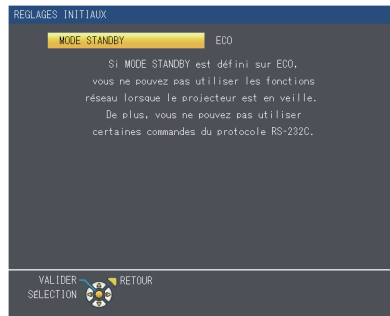 REGLAGES INITIAUX
MODE STANDBY ECO
Si MODE STANDBY est défini sur ECO,
vous ne pouvez pas utiliser les fonctions
réseau lorsque le projecteur est en veille.
De plus, vous ne pouvez pas utiliser
certaines commandes du protocole RS-232C.
VALIDER RETOUR
SÉLECTION